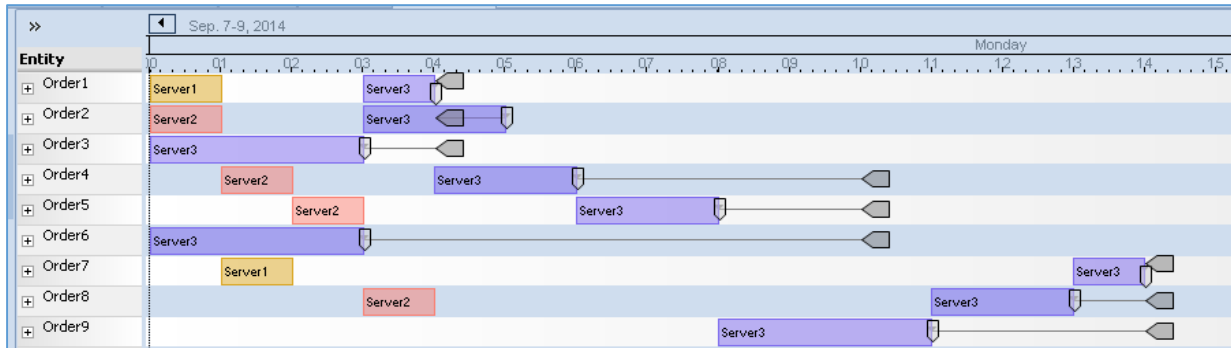 »
Sep. 7-9, 2014
Monday
Entity
00 01 02 03 04 05 06 07 08 09 10 11 12 13 14 15
Order1 Server1 Server3
Order2 Server2 Server3
Order3 Server3
Order4 Server2 Server3
Order5 Server2 Server3
Order6 Server3
Order7 Server1 Server3
Order8 Server2 Server3
Order9 Server3